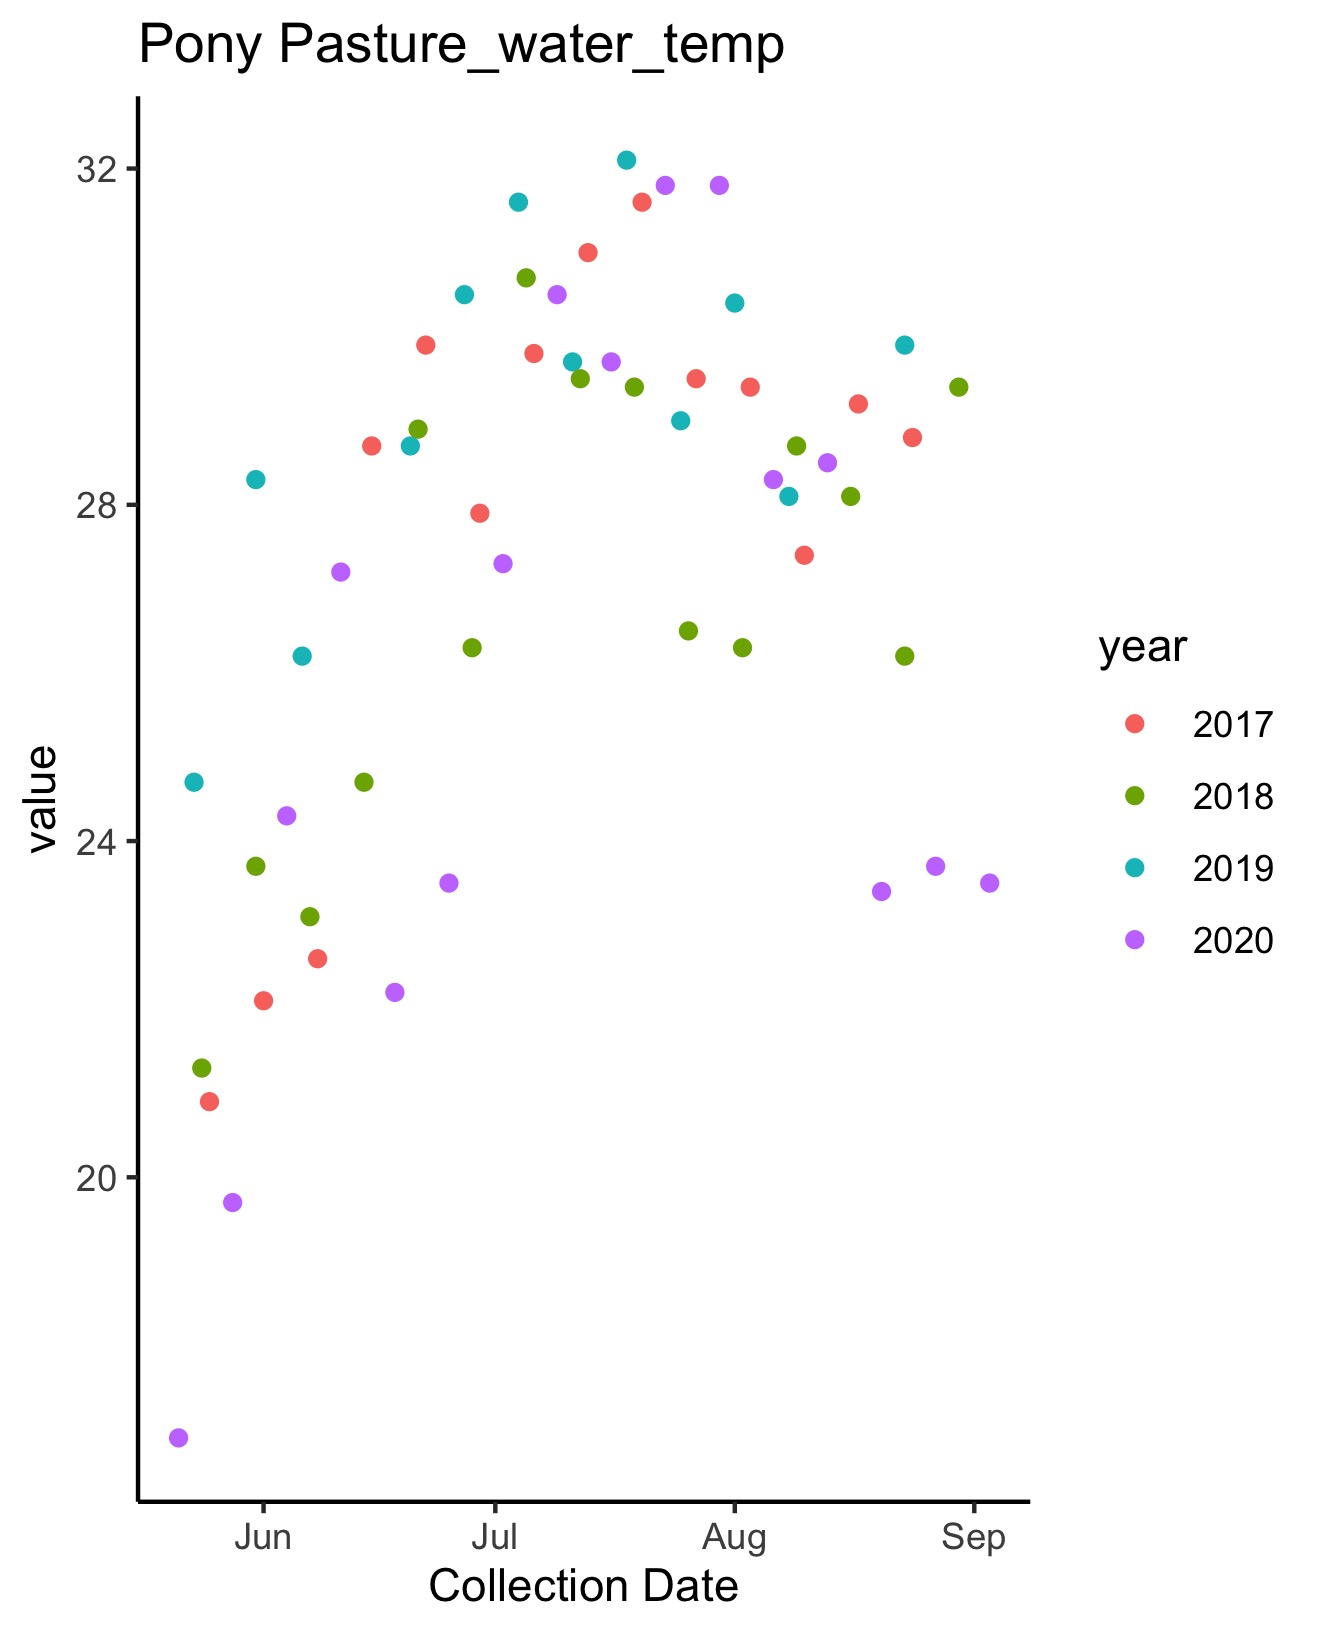 Pony Pasture_water_temp
32
28
24
20
value
Jun Jul Aug Sep
Collection Date
year
2017
2018
2019
2020